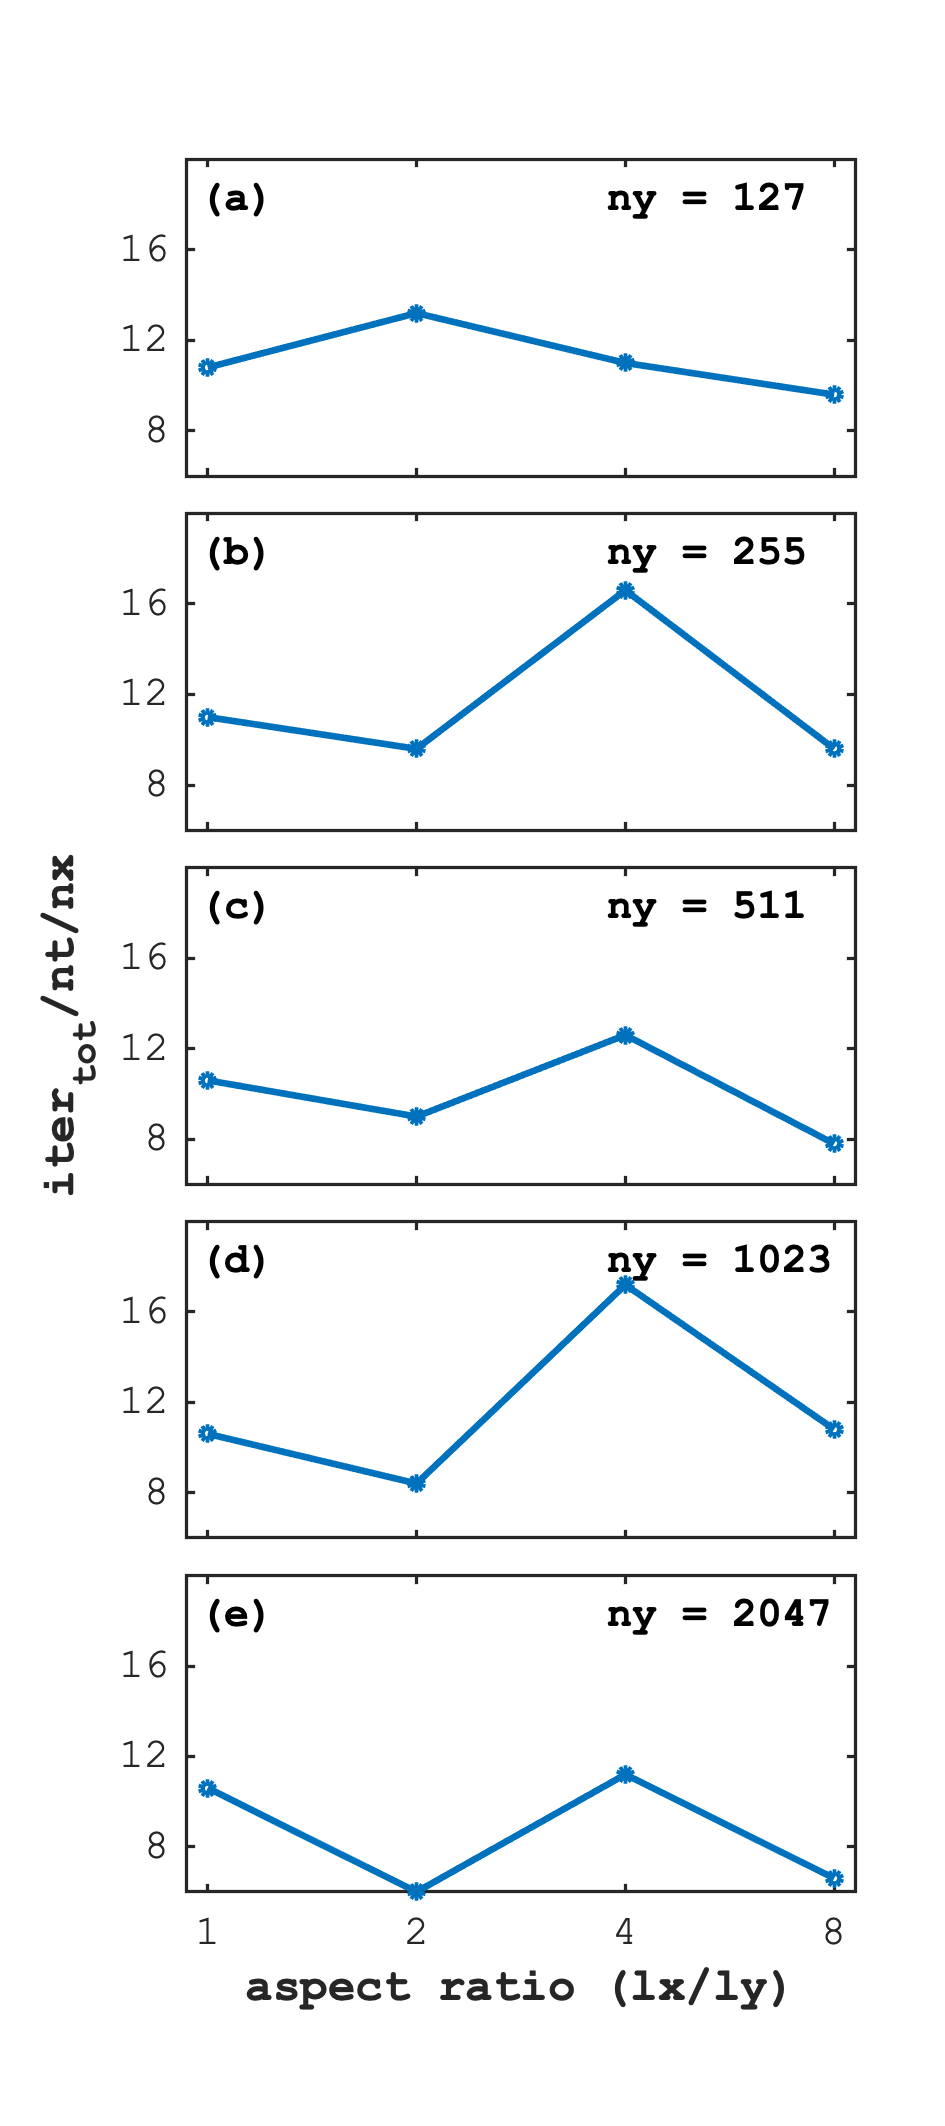 (a) ny = 127
16
12
8
(b) ny = 255
16
12
8
(c) ny = 511
16
12
8
(d) ny = 1023
16
12
8
(e) ny = 2047
16
12
8
1 2 4 8
aspect ratio (lx/ly)
iter_tot/nt/nx